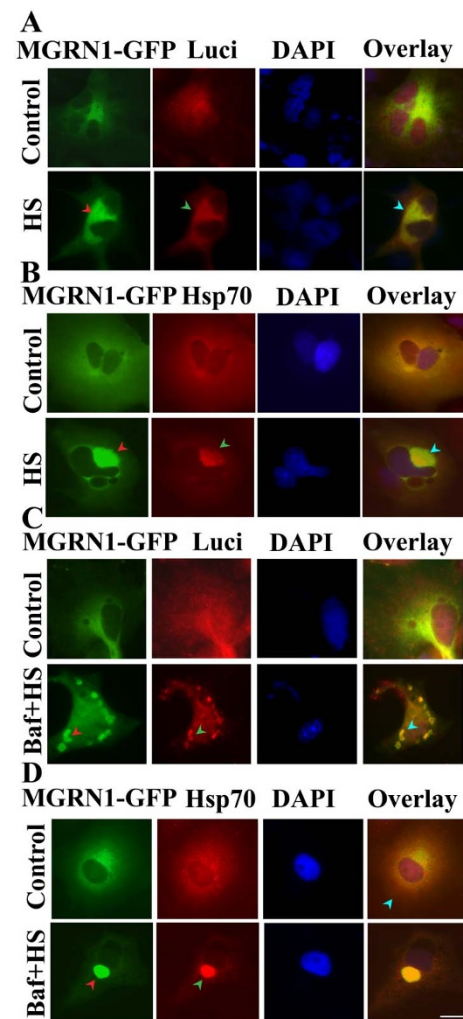 A
MGRN1-GFP Luci DAPI Overlay
Control
HS
B
MGRN1-GFP Hsp70 DAPI Overlay
Control
HS
C
MGRN1-GFP Luci DAPI Overlay
Control
Baf+HS
D
MGRN1-GFP Hsp70 DAPI Overlay
Control
Baf+HS